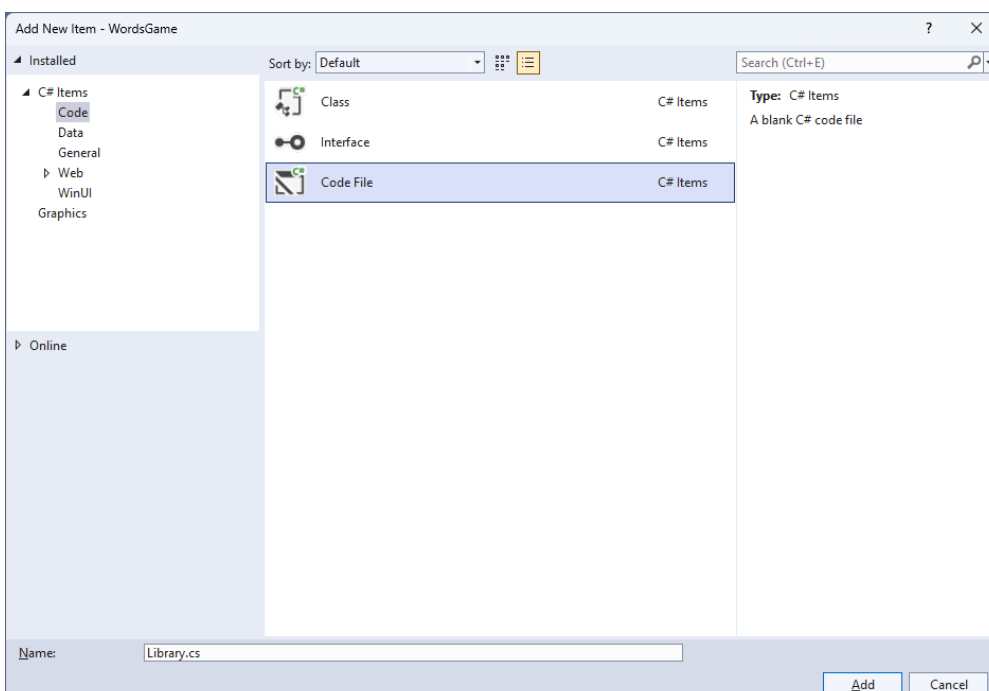 Add New Item - WordsGame ?
Installed
C# Items
Code
Data
General
Web
WinUI
Graphics
Online
Sort by: Default
Class C# Items
Interface C# Items
Code File C# Items
Search (Ctrl+E)
Type: C# Items
A blank C# code file
Name: Library.cs
Add Cancel